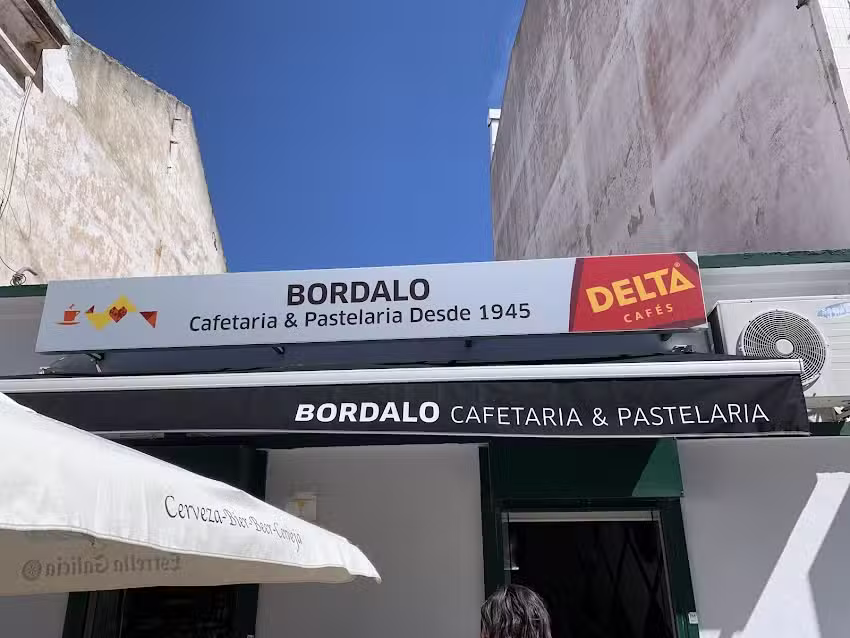 BORDALO
Cafetaria & Pastelaria Desde 1945
DELTA
CAFÉS
BORDALO CAFETARIA & PASTELARIA
Cerveza-Bier-Beer-Cerveja
Estrella Galicia